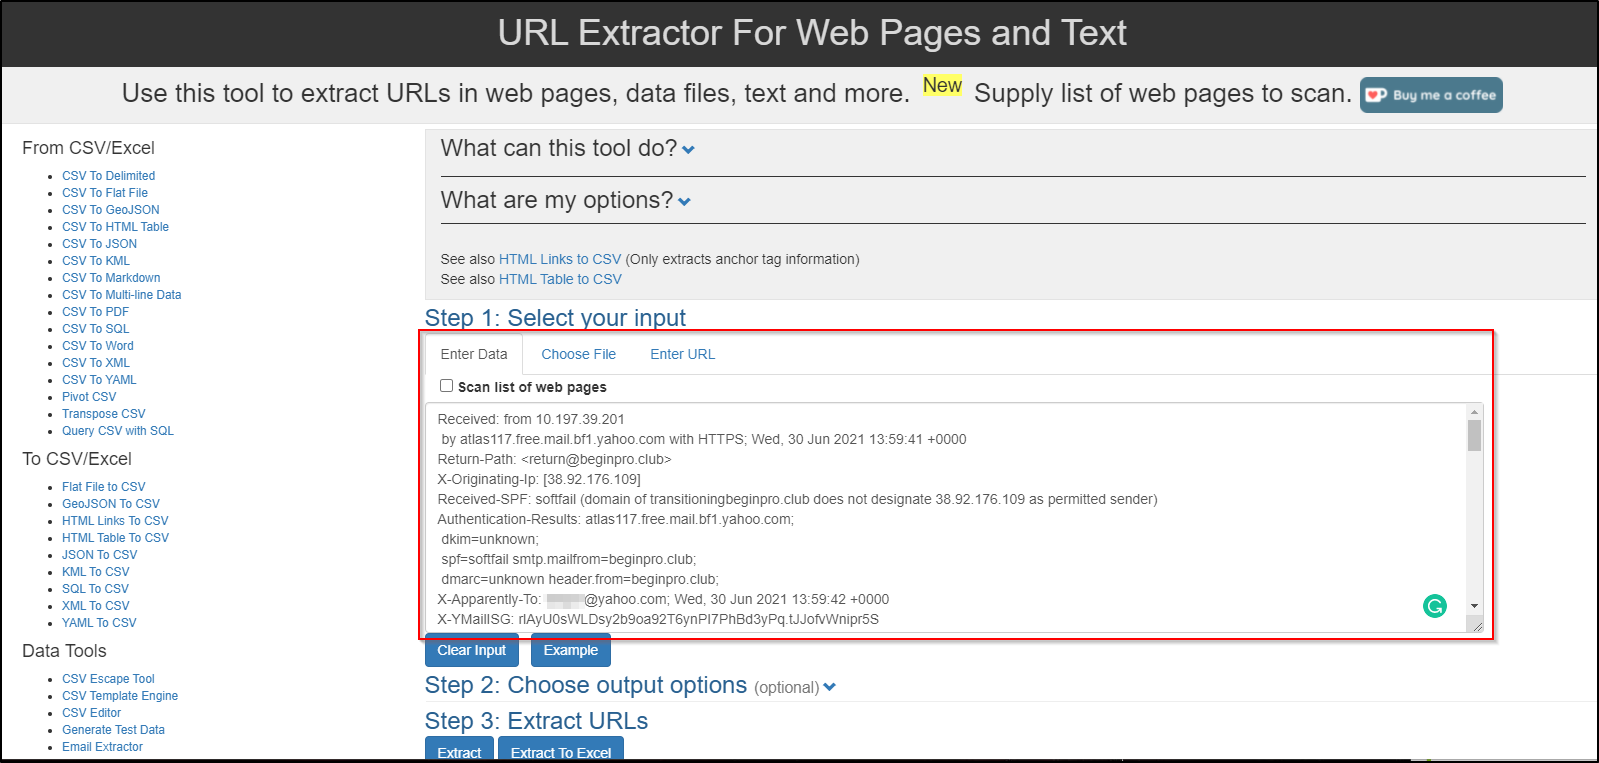 URL Extractor For Web Pages and Text
Use this tool to extract URLs in web pages, data files, text and more. New Supply list of web pages to scan. Buy me a coffee
From CSV/Excel
CSV To Delimited
CSV To Flat File
CSV To GeoJSON
CSV To HTML Table
CSV To JSON
CSV To KML
CSV To Markdown
CSV To Multi-line Data
CSV To PDF
CSV To SQL
CSV To Word
CSV To XML
CSV To YAML
Pivot CSV
Transpose CSV
Query CSV with SQL
To CSV/Excel
Flat File to CSV
GeoJSON To CSV
HTML Links To CSV
HTML Table To CSV
JSON To CSV
KML To CSV
SQL To CSV
XML To CSV
YAML To CSV
Data Tools
CSV Escape Tool
CSV Template Engine
CSV Editor
Generate Test Data
Email Extractor
What can this tool do?
What are my options?
See also HTML Links to CSV (Only extracts anchor tag information)
See also HTML Table to CSV
Step 1: Select your input
Enter Data Choose File Enter URL
Scan list of web pages
Received: from 10.197.39.201
by atlas117.free.mail.bf1.yahoo.com with HTTPS; Wed, 30 Jun 2021 13:59:41 +0000
Return-Path: <return@beginpro.club>
X-Originating-Ip: [38.92.176.109]
Received-SPF: softfail (domain of transitioningbeginpro.club does not designate 38.92.176.109 as permitted sender)
Authentication-Results: atlas117.free.mail.bf1.yahoo.com;
dkim=unknown;
spf=softfail smtp.mailfrom=beginpro.club;
dmarc=unknown header.from=beginpro.club;
X-Apparently-To: @yahoo.com; Wed, 30 Jun 2021 13:59:42 +0000
X-YMailISG: rIAyU0sWLDsy2b9oa92T6ynPI7PhBd3yPq.tJJofvWnipr5S
Clear Input Example
Step 2: Choose output options (optional)
Step 3: Extract URLs
Extract Extract To Excel